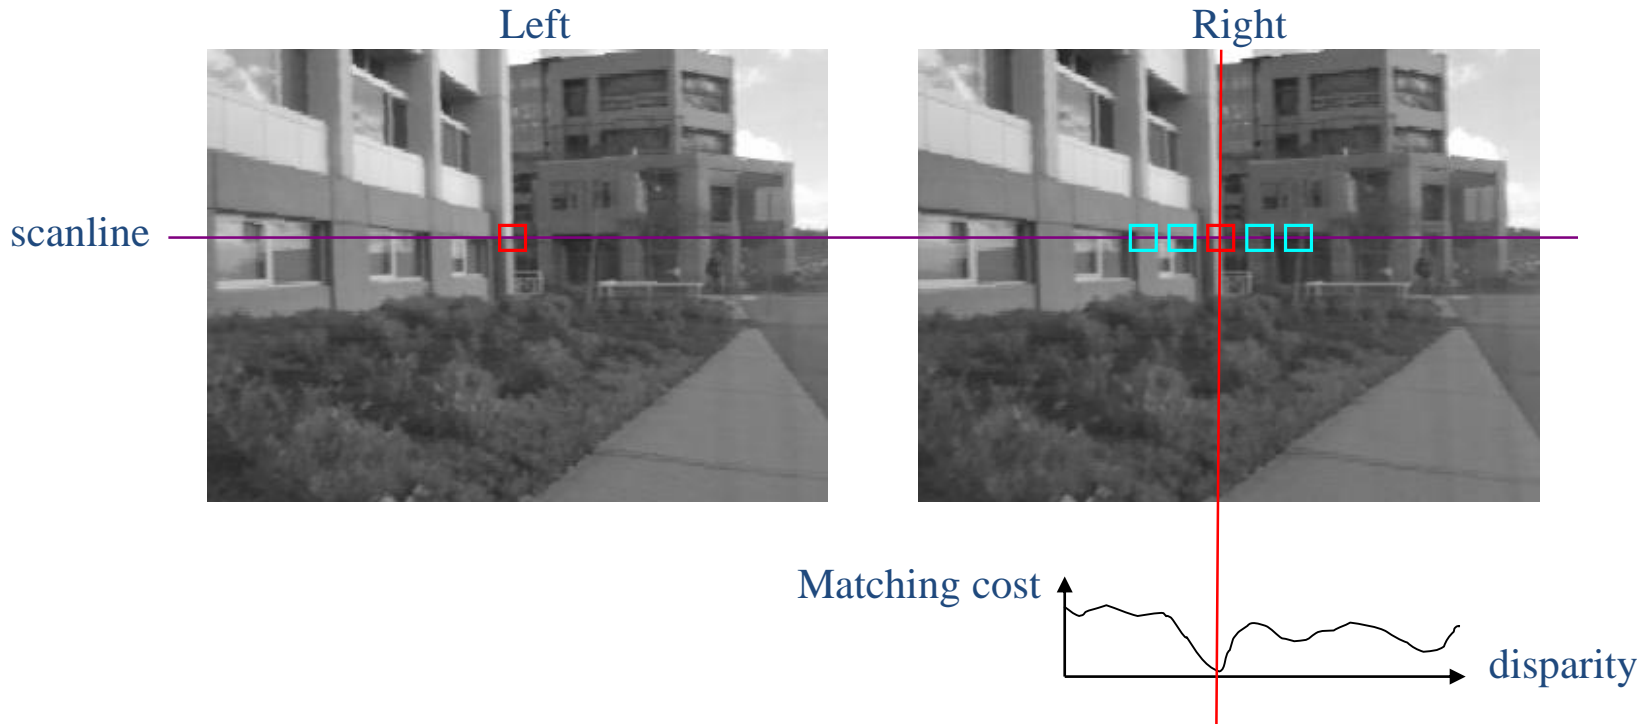 Left
Right
scanline
Matching cost
disparity